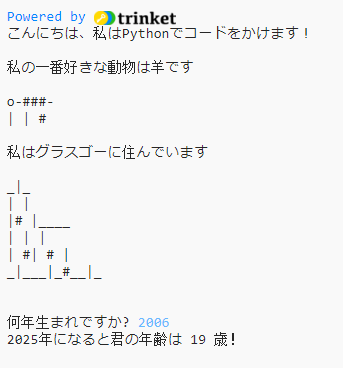 Powered by trinket
こんにちは、私はPythonでコードをかけます！
私の一番好きな動物は羊です
o-###-
| | #
私はグラスゴーに住んでいます
_|_
| |
|# |____
| | | |
| #| # |
_|___|_#__|_
何年生まれですか? 2006
2025年になると君の年齢は 19 歳!